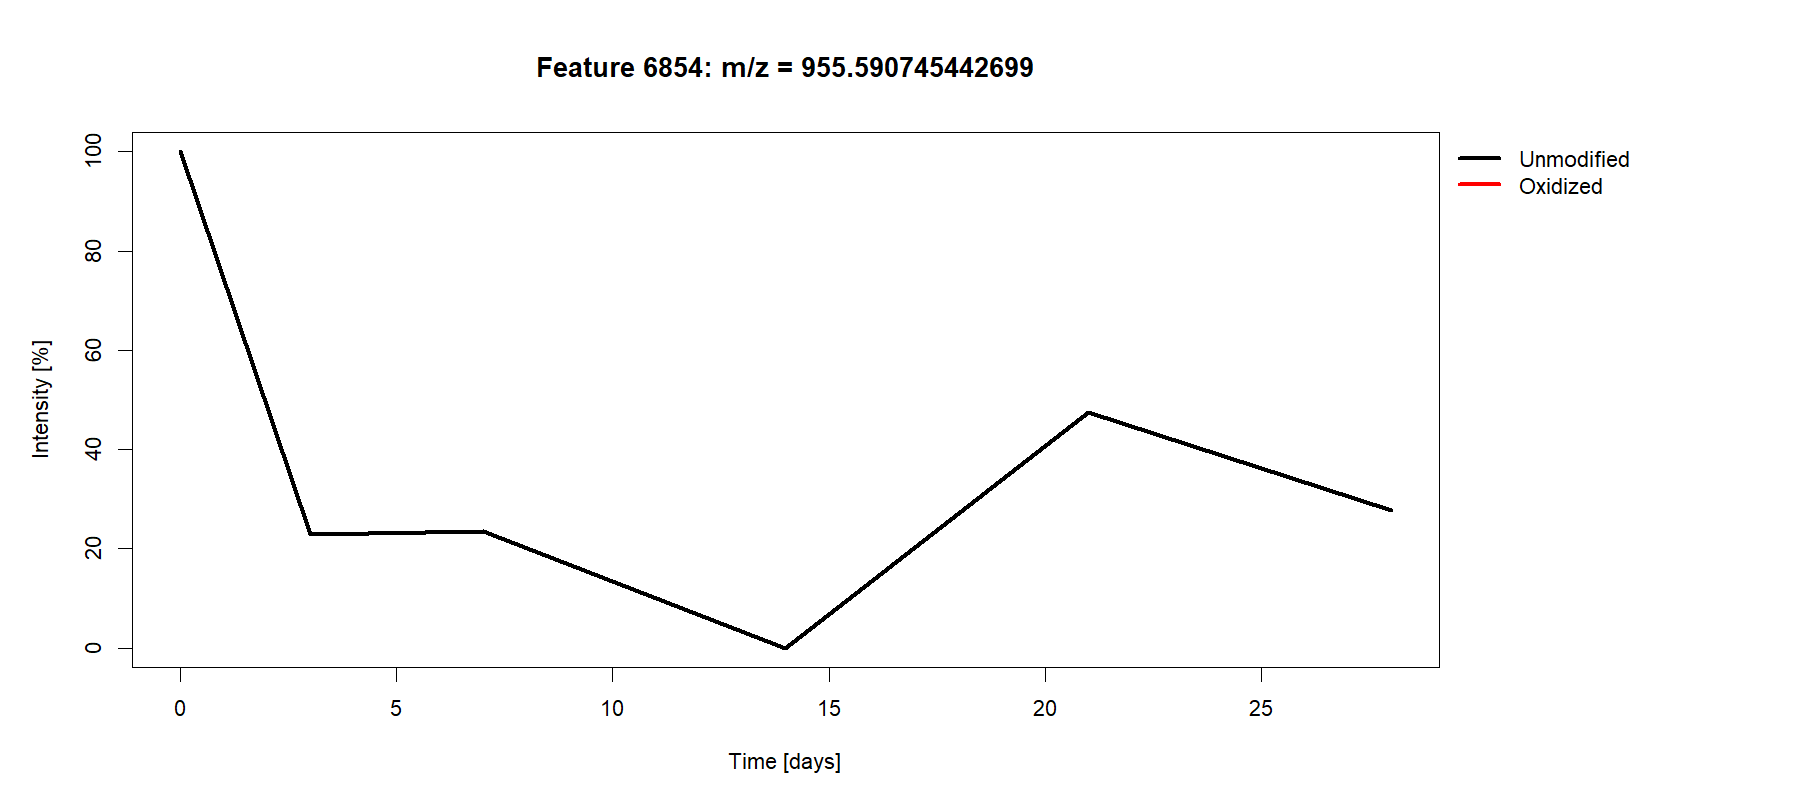 Feature 6854: m/z = 955.590745442699
Unmodified
Oxidized
Intensity [%]
100
80
60
40
20
0
0 5 10 15 20 25
Time [days]